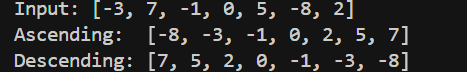 Input: [-3, 7, -1, 0, 5, -8, 2]
Ascending:  [-8, -3, -1, 0, 2, 5, 7]
Descending: [7, 5, 2, 0, -1, -3, -8]